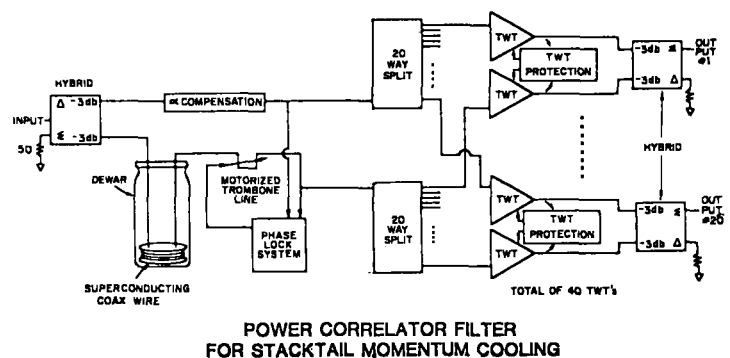 HYBRID
INPUT
Δ -3db
≤ -3db
50
∝ COMPENSATION
DEWAR
SUPERCONDUCTING
COAX WIRE
MOTORIZED
TROMBONE
LINE
PHASE
LOCK
SYSTEM
20
WAY
SPLIT
20
WAY
SPLIT
TWT
TWT
PROTECTION
TWT
TWT
TWT
PROTECTION
TWT
-3db ≤
-3db Δ
OUT
PUT
#1
HYBRID
-3db ≤
-3db Δ
OUT
PUT
#20
TOTAL OF 40 TWT's
POWER CORRELATOR FILTER
FOR STACKTAIL MOMENTUM COOLING